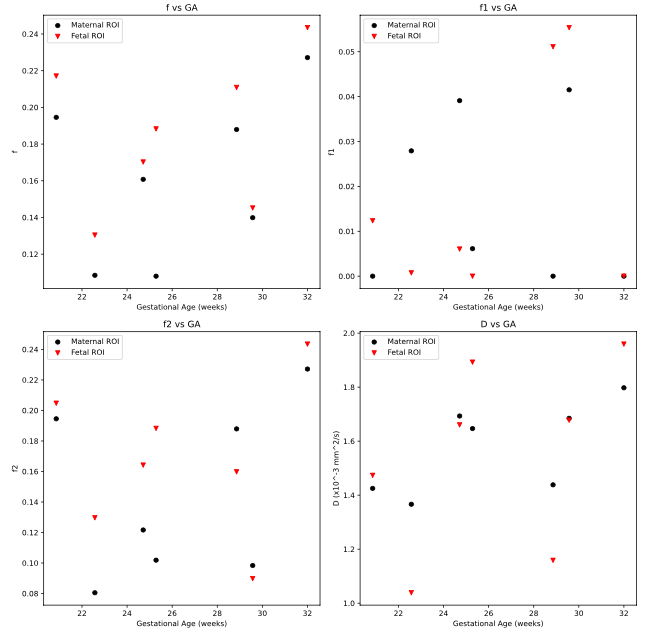 f vs GA
Maternal ROI
Fetal ROI
0.24
0.22
0.20
0.18
0.16
0.14
0.12
f
22 24 26 28 30 32
Gestational Age (weeks)
f1 vs GA
Maternal ROI
Fetal ROI
0.05
0.04
0.03
0.02
0.01
0.00
f1
22 24 26 28 30 32
Gestational Age (weeks)
f2 vs GA
Maternal ROI
Fetal ROI
0.24
0.22
0.20
0.18
0.16
0.14
0.12
0.10
0.08
f2
22 24 26 28 30 32
Gestational Age (weeks)
D vs GA
Maternal ROI
Fetal ROI
2.0
1.8
1.6
1.4
1.2
1.0
D (x10^-3 mm^2/s)
22 24 26 28 30 32
Gestational Age (weeks)